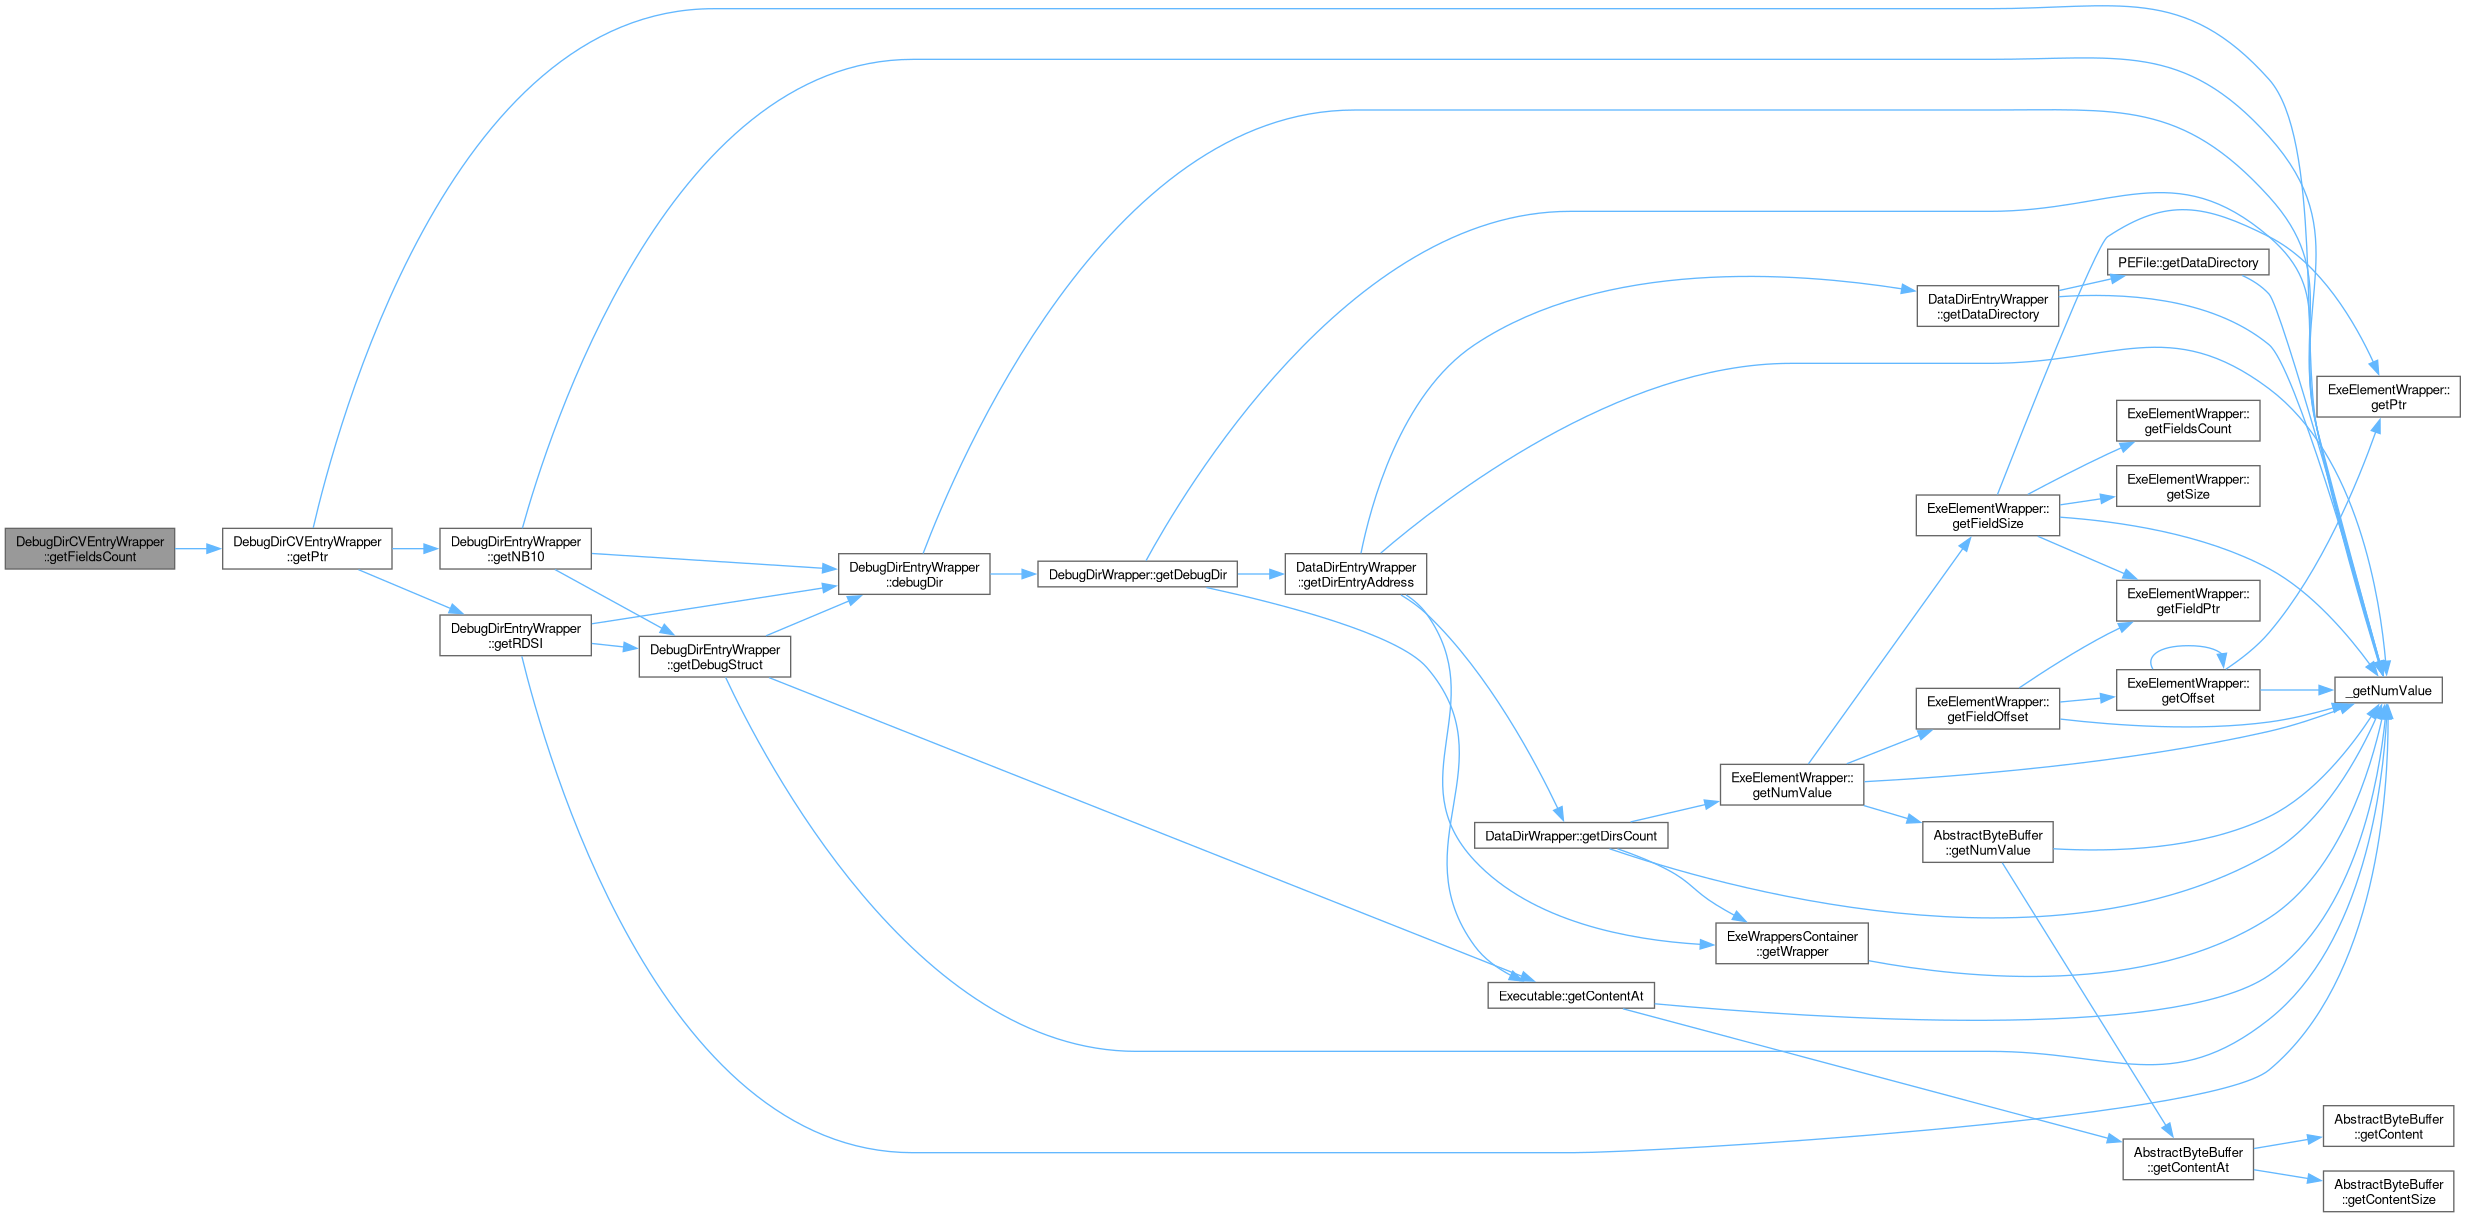 DebugDirCVEntryWrapper
::getFieldsCount
DebugDirCVEntryWrapper
::getPtr
DebugDirEntryWrapper
::getNB10
DebugDirEntryWrapper
::getRDSI
DebugDirEntryWrapper
::getDebugStruct
DebugDirEntryWrapper
::debugDir
DebugDirWrapper::getDebugDir
DataDirEntryWrapper
::getDirEntryAddress
DataDirWrapper::getDirsCount
Executable::getContentAt
ExeElementWrapper::
getNumValue
ExeWrappersContainer
::getWrapper
DataDirEntryWrapper
::getDataDirectory
ExeElementWrapper::
getFieldSize
ExeElementWrapper::
getFieldOffset
AbstractByteBuffer
::getNumValue
PEFile::getDataDirectory
ExeElementWrapper::
getFieldsCount
ExeElementWrapper::
getSize
ExeElementWrapper::
getFieldPtr
ExeElementWrapper::
getOffset
AbstractByteBuffer
::getContentAt
ExeElementWrapper::
getPtr
_getNumValue
AbstractByteBuffer
::getContent
AbstractByteBuffer
::getContentSize